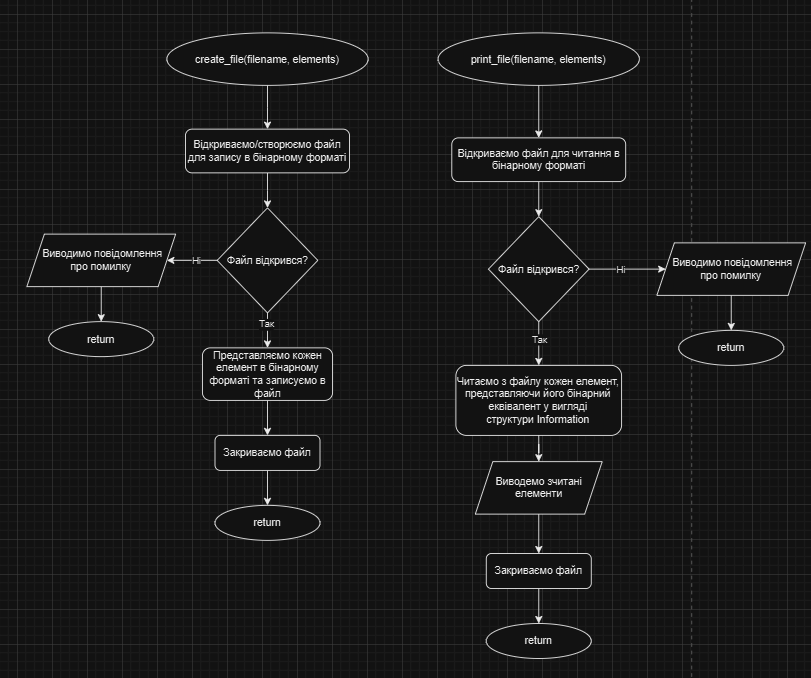 create_file(filename, elements)
Відкриваємо/створюємо файл
для запису в бінарному форматі
Файл відкрився?
Ні
Виводимо повідомлення
про помилку
return
Так
Представляємо кожен
елемент в бінарному
форматі та записуємо в
файл
Закриваємо файл
return
print_file(filename, elements)
Відкриваємо файл для читання в
бінарному форматі
Файл відкрився?
Ні
Виводимо повідомлення
про помилку
return
Так
Читаємо з файлу кожен елемент,
представляючи його бінарний
еквівалент у вигляді
структури Information
Виводемо зчитані
елементи
Закриваємо файл
return